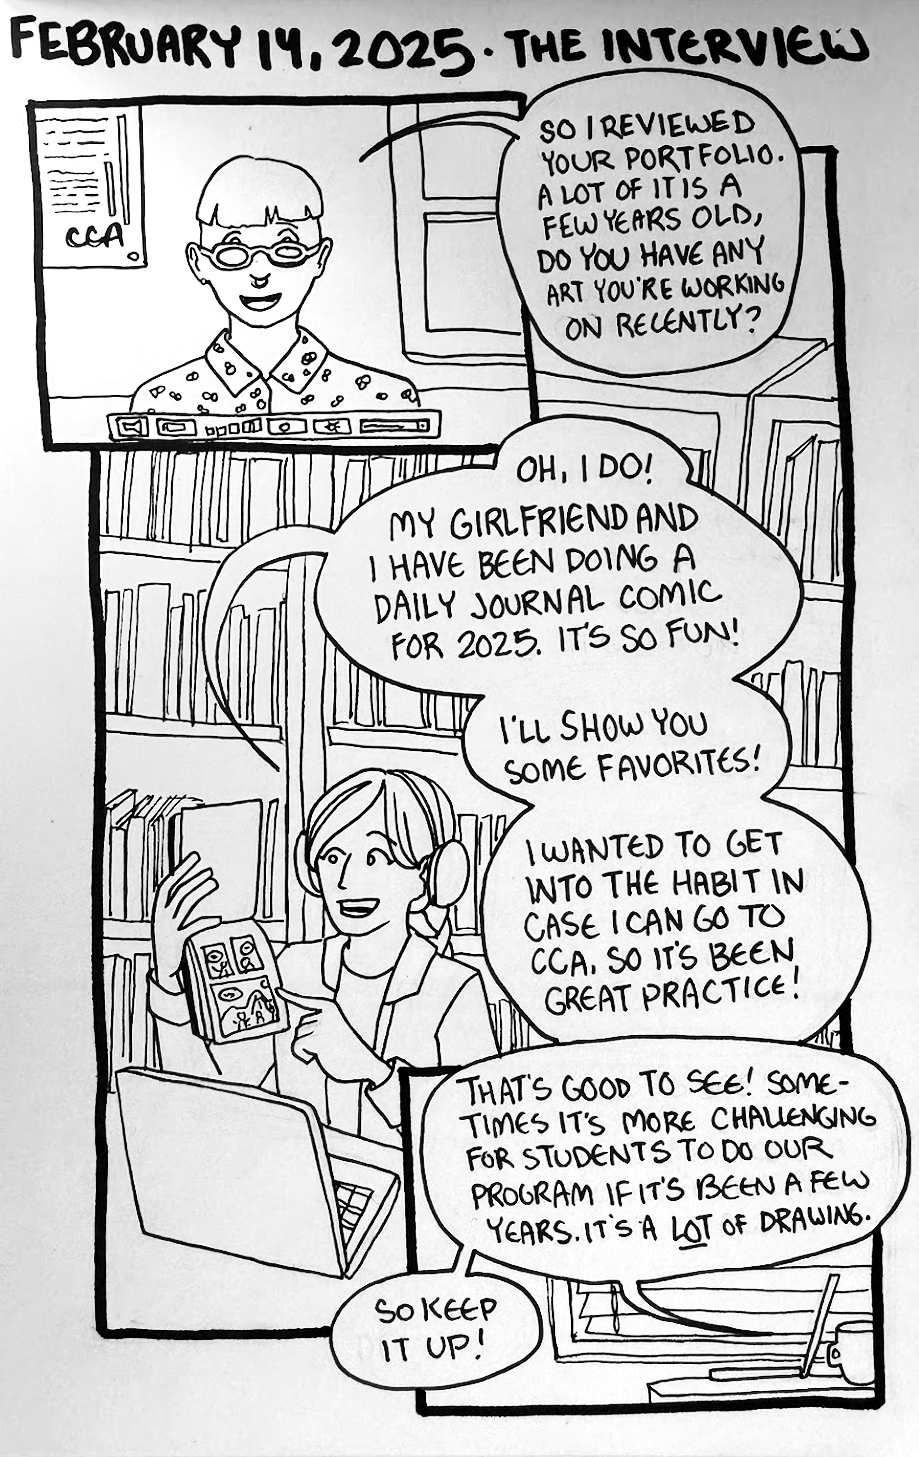 FEBRUARY 14, 2025. THE INTERVIEW
CCA
SO I REVIEWED
YOUR PORTFOLIO.
A LOT OF IT IS A
FEW YEARS OLD,
DO YOU HAVE ANY
ART YOU'RE WORKING
ON RECENTLY?
OH, I DO!
MY GIRLFRIEND AND
I HAVE BEEN DOING A
DAILY JOURNAL COMIC
FOR 2025. IT'S SO FUN!
I'LL SHOW YOU
SOME FAVORITES!
I WANTED TO GET
INTO THE HABIT IN
CASE I CAN GO TO
CCA. SO IT'S BEEN
GREAT PRACTICE!
THAT'S GOOD TO SEE! SOME-
TIMES IT'S MORE CHALLENGING
FOR STUDENTS TO DO OUR
PROGRAM IF IT'S BEEN A FEW
YEARS. IT'S A LOT OF DRAWING.
SO KEEP
IT UP!